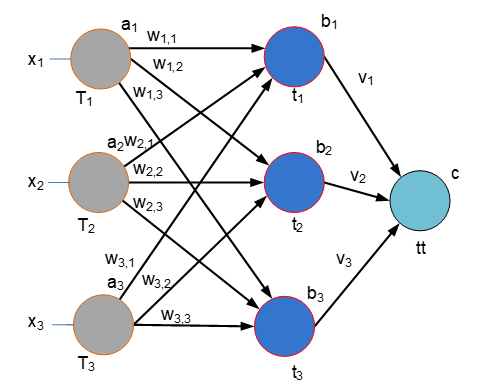 a1 b1
x1 w1,1 w1,2 v1
T1 w1,3 t1
a2 w2,1 b2 c
x2 w2,2 v2
T2 w2,3 t2 tt
w3,1 v3
a3 w3,2 b3
x3 w3,3
T3 t3